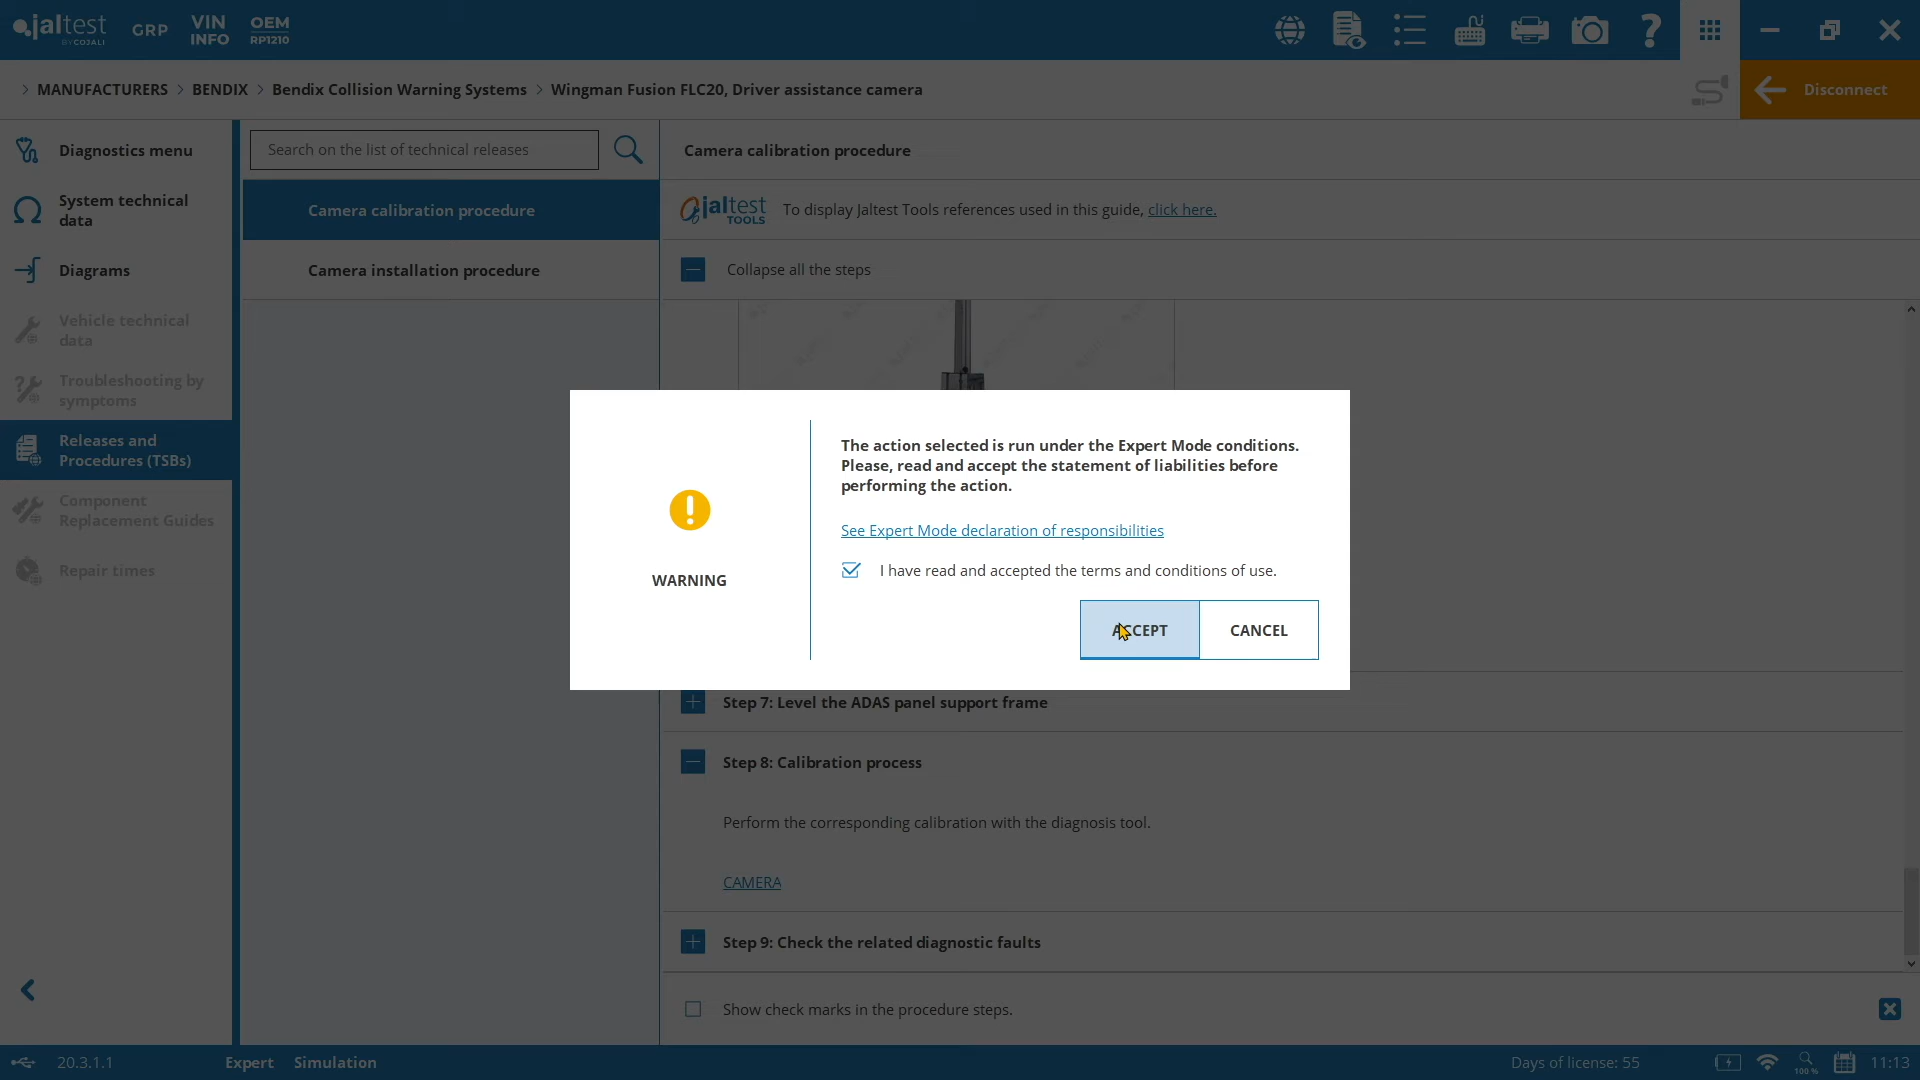 jaltest
BY COJALI
GRP
VIN
INFO
OEM
RP1210
> MANUFACTURERS > BENDIX > Bendix Collision Warning Systems > Wingman Fusion FLC20, Driver assistance camera
Disconnect
Diagnostics menu
System technical
data
Diagrams
Vehicle technical
data
Troubleshooting by
symptoms
Releases and
Procedures (TSBs)
Component
Replacement Guides
Repair times
Search on the list of technical releases
Camera calibration procedure
Camera installation procedure
Camera calibration procedure
jaltest
TOOLS
To display Jaltest Tools references used in this guide, click here.
Collapse all the steps
WARNING
The action selected is run under the Expert Mode conditions.
Please, read and accept the statement of liabilities before
performing the action.
See Expert Mode declaration of responsibilities
I have read and accepted the terms and conditions of use.
ACCEPT
CANCEL
Step 7: Level the ADAS panel support frame
Step 8: Calibration process
Perform the corresponding calibration with the diagnosis tool.
CAMERA
Step 9: Check the related diagnostic faults
Show check marks in the procedure steps.
20.3.1.1
Expert
Simulation
Days of license: 55
100 %
11:13